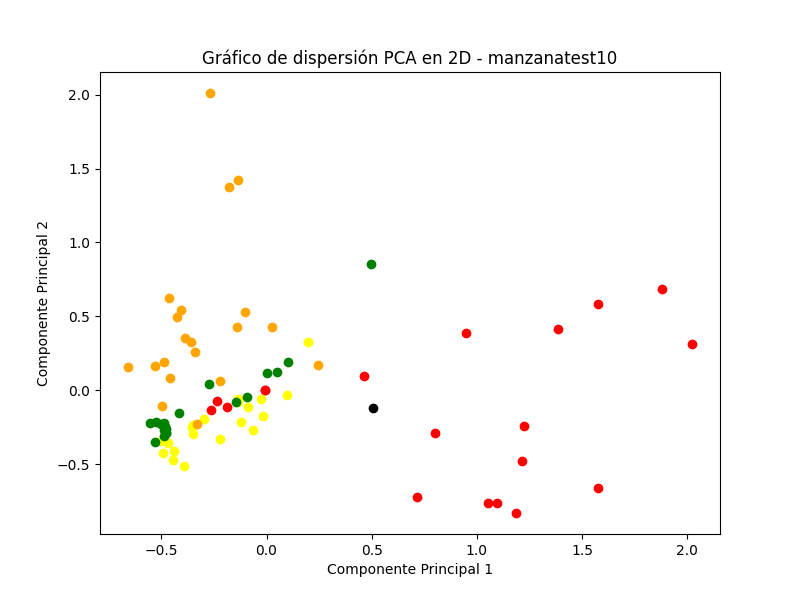 Gráfico de dispersión PCA en 2D - manzanatest10
2.0
1.5
1.0
0.5
0.0
−0.5
Componente Principal 2
−0.5 0.0 0.5 1.0 1.5 2.0
Componente Principal 1